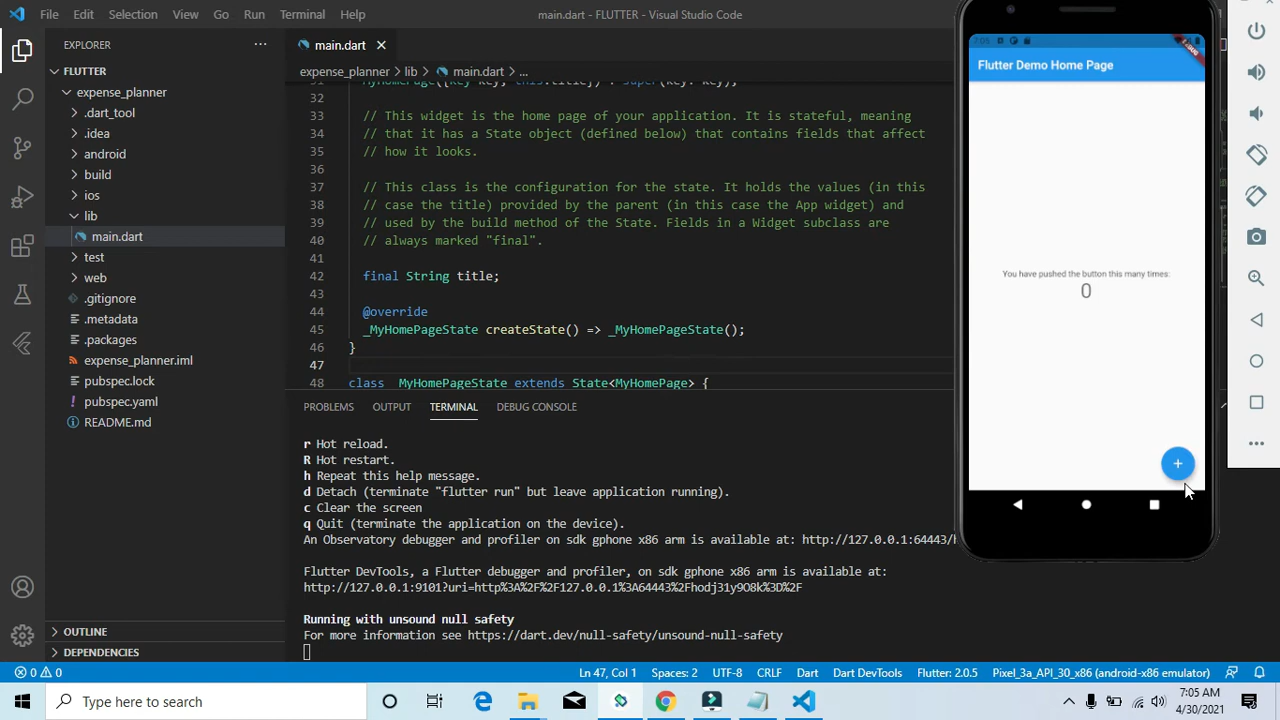 File Edit Selection View Go Run Terminal Help
main.dart - FLUTTER - Visual Studio Code
EXPLORER
FLUTTER
expense_planner
.dart_tool
.idea
android
build
ios
lib
main.dart
test
web
.gitignore
.metadata
.packages
expense_planner.iml
pubspec.lock
pubspec.yaml
README.md
OUTLINE
DEPENDENCIES
main.dart
expense_planner > lib > main.dart > ...
32
33 // This widget is the home page of your application. It is stateful, meaning
34 // that it has a State object (defined below) that contains fields that affect
35 // how it looks.
36
37 // This class is the configuration for the state. It holds the values (in this
38 // case the title) provided by the parent (in this case the App widget) and
39 // used by the build method of the State. Fields in a Widget subclass are
40 // always marked "final".
41
42 final String title;
43
44 @override
45 _MyHomePageState createState() => _MyHomePageState();
46 }
47
48 class _MyHomePageState extends State<MyHomePage> {
PROBLEMS OUTPUT TERMINAL DEBUG CONSOLE
r Hot reload.
R Hot restart.
h Repeat this help message.
d Detach (terminate "flutter run" but leave application running).
c Clear the screen
q Quit (terminate the application on the device).
An Observatory debugger and profiler on sdk gphone x86 arm is available at: http://127.0.0.1:64443/
Flutter DevTools, a Flutter debugger and profiler, on sdk gphone x86 arm is available at:
http://127.0.0.1:9101?uri=http%3A%2F%2F127.0.0.1%3A64443%2Fhodj31y9O8k%3D%2F
Running with unsound null safety
For more information see https://dart.dev/null-safety/unsound-null-safety
7:05
DEBUG
Flutter Demo Home Page
You have pushed the button this many times:
0
0 0
Ln 47, Col 1 Spaces: 2 UTF-8 CRLF Dart Dart DevTools Flutter: 2.0.5 Pixel_3a_API_30_x86 (android-x86 emulator)
Type here to search
7:05 AM
4/30/2021